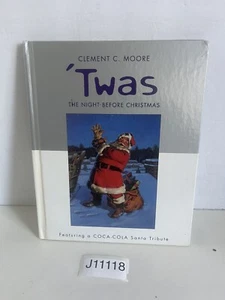 CLEMENT C. MOORE
'Twas
THE NIGHT BEFORE CHRISTMAS
Featuring a COCA-COLA Santa Tribute
J11118